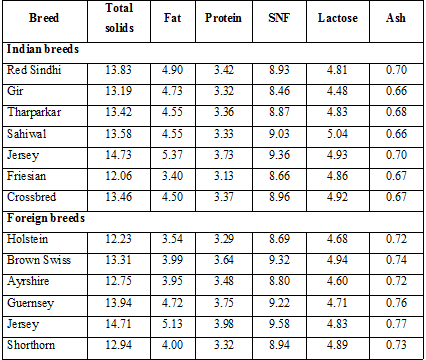 Breed Total solids Fat Protein SNF Lactose Ash
Indian breeds
Red Sindhi 13.83 4.90 3.42 8.93 4.81 0.70
Gir 13.19 4.73 3.32 8.46 4.48 0.66
Tharparkar 13.42 4.55 3.36 8.87 4.83 0.68
Sahiwal 13.58 4.55 3.33 9.03 5.04 0.66
Jersey 14.73 5.37 3.73 9.36 4.93 0.70
Friesian 12.06 3.40 3.13 8.66 4.86 0.67
Crossbred 13.46 4.50 3.37 8.96 4.92 0.67
Foreign breeds
Holstein 12.23 3.54 3.29 8.69 4.68 0.72
Brown Swiss 13.31 3.99 3.64 9.32 4.94 0.74
Ayrshire 12.75 3.95 3.48 8.80 4.60 0.72
Guernsey 13.94 4.72 3.75 9.22 4.71 0.76
Jersey 14.71 5.13 3.98 9.58 4.83 0.77
Shorthorn 12.94 4.00 3.32 8.94 4.89 0.73